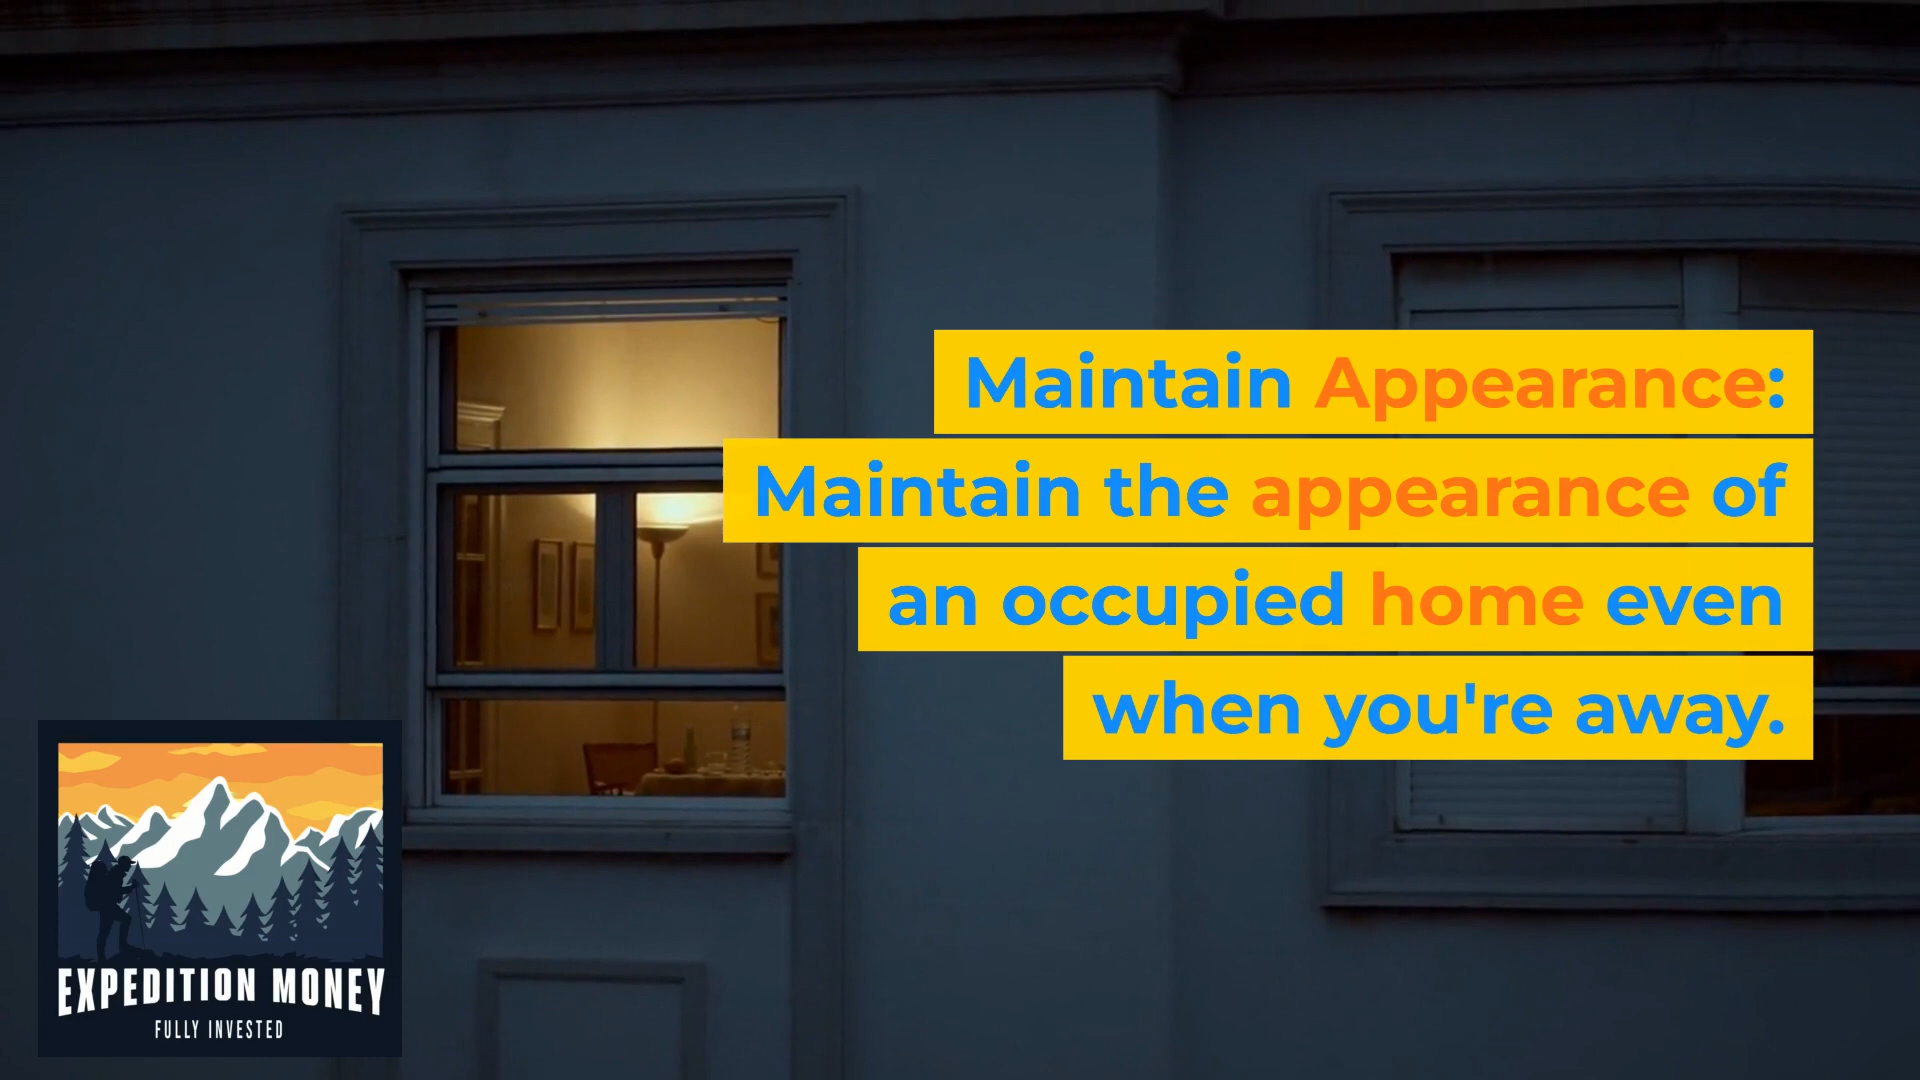 Maintain Appearance:
Maintain the appearance of
an occupied home even
when you're away.
EXPEDITION MONEY
FULLY INVESTED